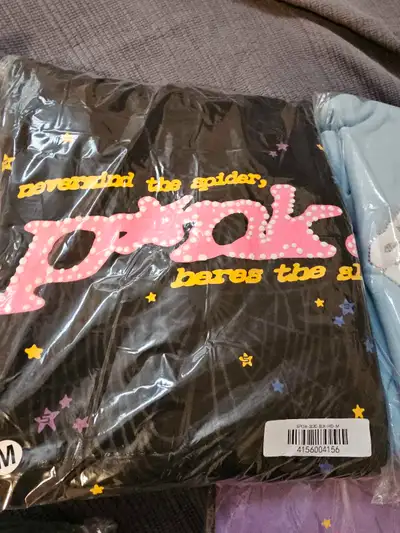 nevermind the spider,
p*nk
heres the
M
4156004156